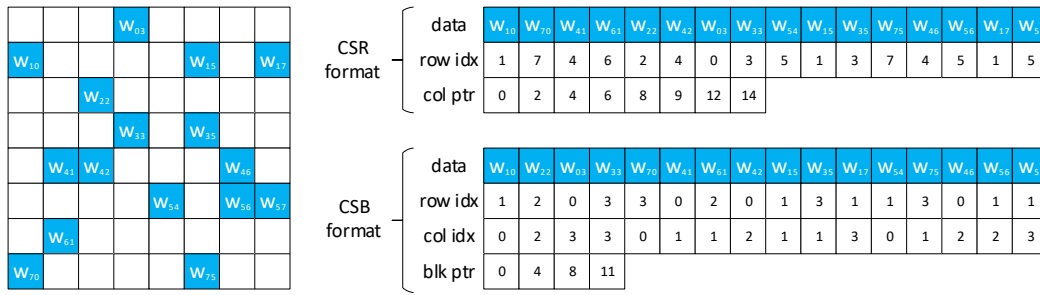 W03
W10 W15 W17
W22
W33 W35
W41 W42 W46
W54 W56 W57
W61
W70 W75
CSR
format
data W10 W70 W41 W61 W22 W42 W03 W33 W54 W15 W35 W75 W46 W56 W17 W5
row idx 1 7 4 6 2 4 0 3 5 1 3 7 4 5 1 5
col ptr 0 2 4 6 8 9 12 14
CSB
format
data W10 W22 W03 W33 W70 W41 W61 W42 W15 W35 W17 W54 W75 W46 W56 W5
row idx 1 2 0 3 3 0 2 0 1 3 1 1 3 0 1 1
col idx 0 2 3 3 0 1 1 2 1 1 3 0 1 2 2 3
blk ptr 0 4 8 11